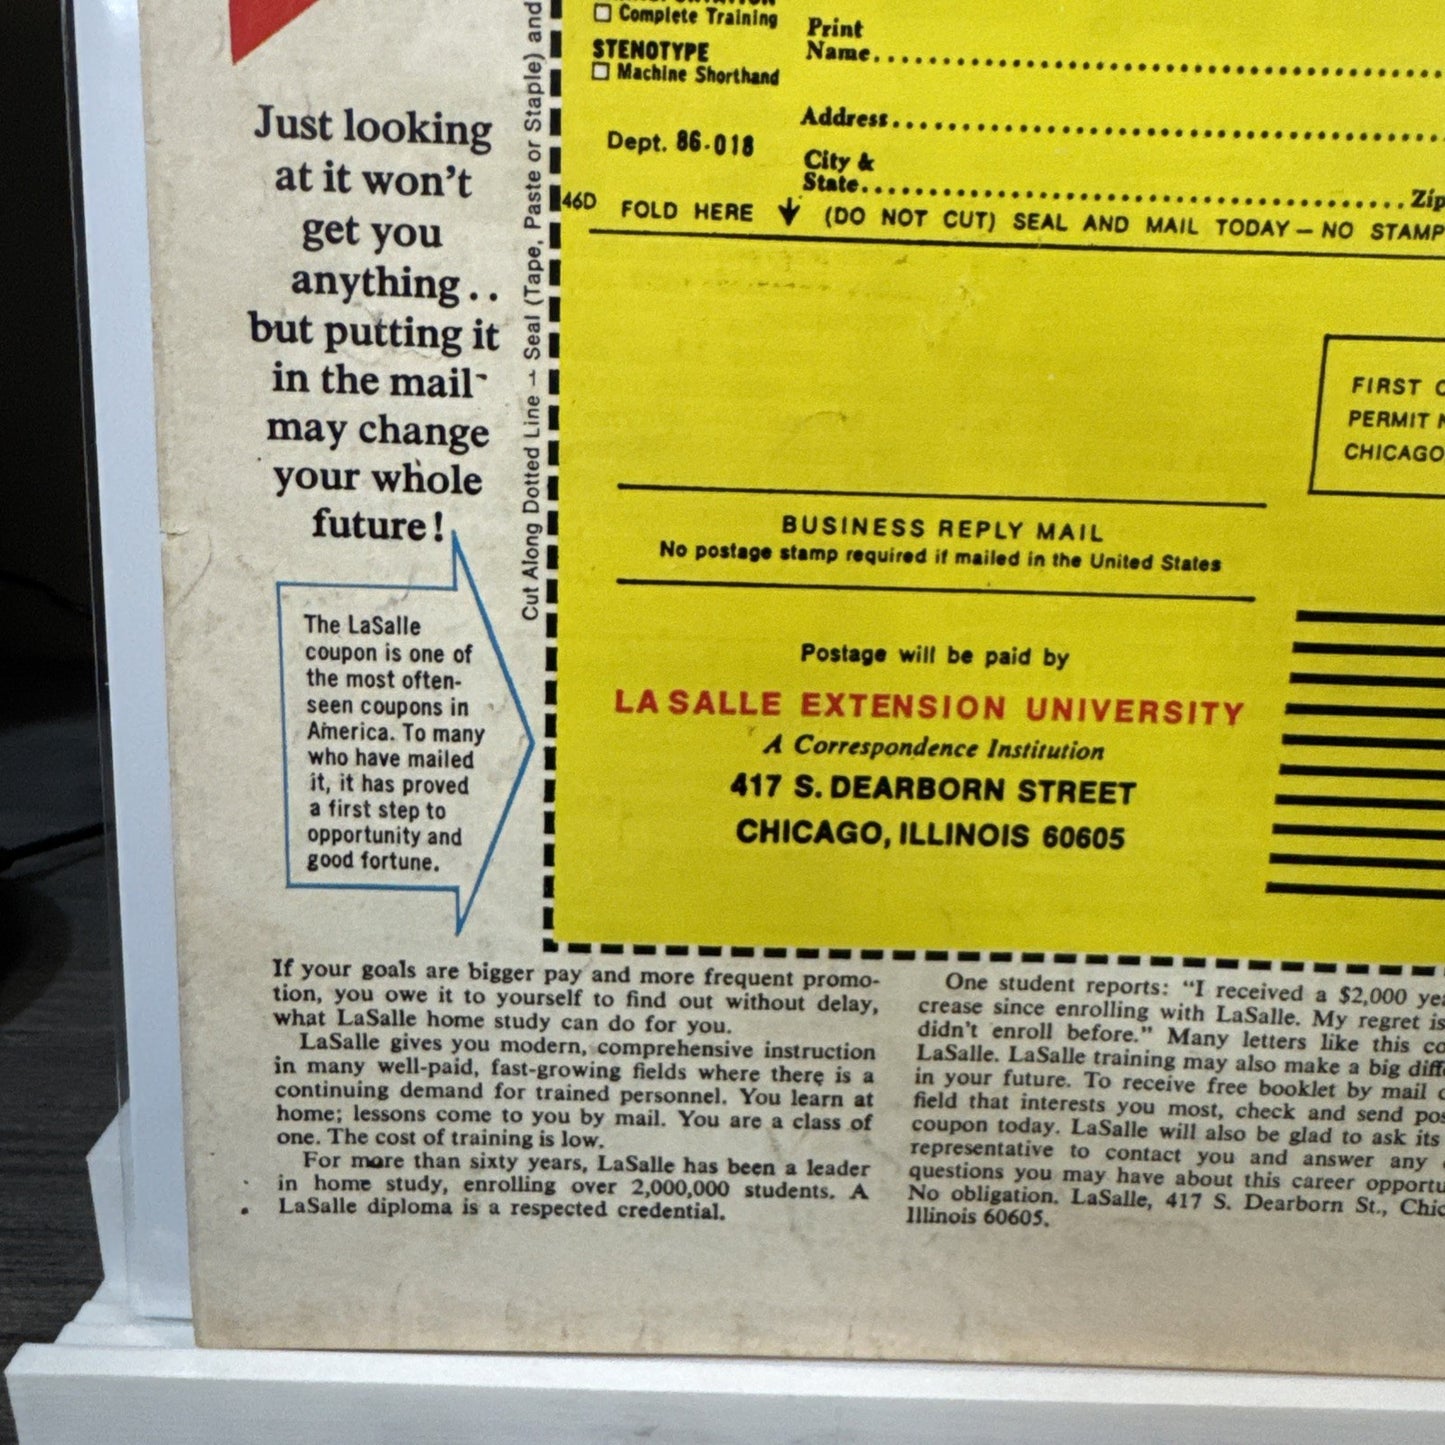 Complete Training
STENOTYPE
Machine Shorthand
Dept. 86-018
Print
Name
Address
City &
State Zip
46D FOLD HERE (DO NOT CUT) SEAL AND MAIL TODAY — NO STAMP
Cut Along Dotted Line — Seal (Tape, Paste or Staple) and
Just looking
at it won't
get you
anything..
but putting it
in the mail
may change
your whole
future!
The LaSalle
coupon is one of
the most often-
seen coupons in
America. To many
who have mailed
it, it has proved
a first step to
opportunity and
good fortune.
FIRST
PERMIT
CHICAGO
BUSINESS REPLY MAIL
No postage stamp required if mailed in the United States
Postage will be paid by
LA SALLE EXTENSION UNIVERSITY
A Correspondence Institution
417 S. DEARBORN STREET
CHICAGO, ILLINOIS 60605
If your goals are bigger pay and more frequent promo-
tion, you owe it to yourself to find out without delay,
what LaSalle home study can do for you.
LaSalle gives you modern, comprehensive instruction
in many well-paid, fast-growing fields where there is a
continuing demand for trained personnel. You learn at
home; lessons come to you by mail. You are a class of
one. The cost of training is low.
For more than sixty years, LaSalle has been a leader
in home study, enrolling over 2,000,000 students. A
LaSalle diploma is a respected credential.
One student reports: "I received a $2,000
crease since enrolling with LaSalle. My regret is
didn't enroll before." Many letters like this
LaSalle. LaSalle training may also make a big
in your future. To receive free booklet by mail
field that interests you most, check and send
coupon today. LaSalle will also be glad to ask its
representative to contact you and answer any
questions you may have about this career
No obligation. LaSalle, 417 S. Dearborn St.,
Illinois 60605.